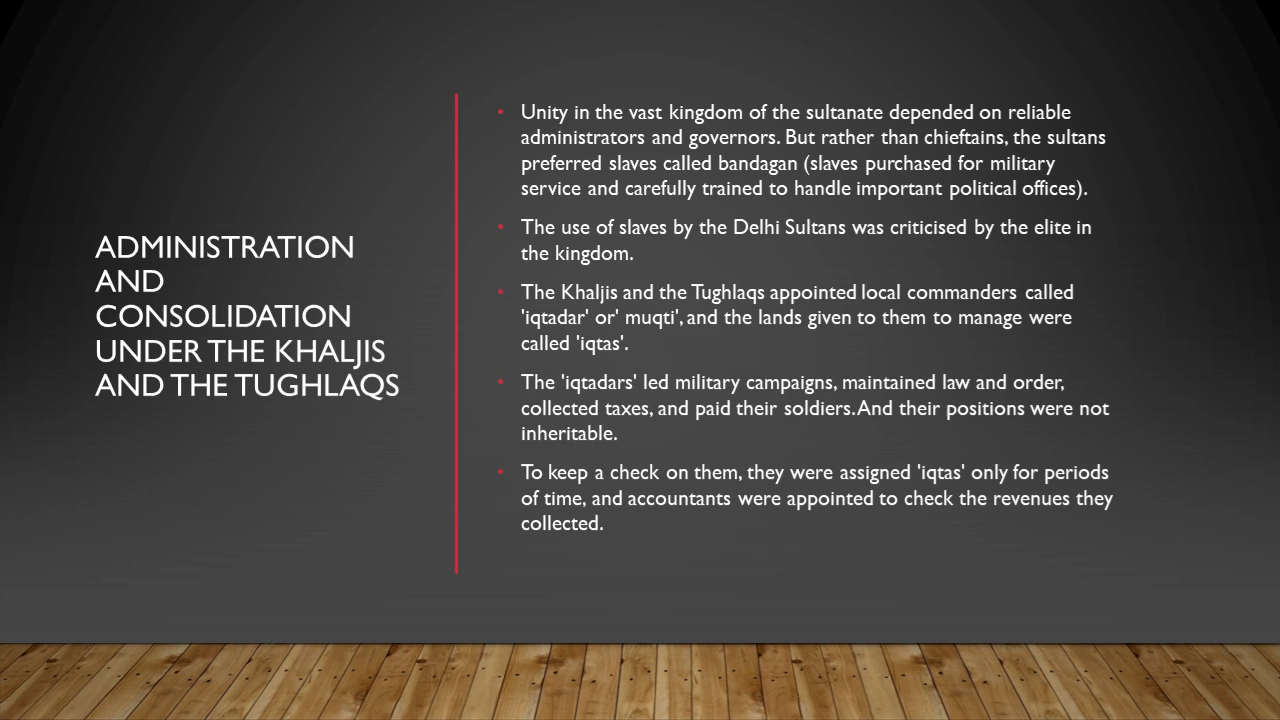 ADMINISTRATION
AND
CONSOLIDATION
UNDER THE KHALJIS
AND THE TUGHLAQS
• Unity in the vast kingdom of the sultanate depended on reliable
administrators and governors. But rather than chieftains, the sultans
preferred slaves called bandagan (slaves purchased for military
service and carefully trained to handle important political offices).
• The use of slaves by the Delhi Sultans was criticised by the elite in
the kingdom.
• The Khaljis and the Tughlaqs appointed local commanders called
'iqtadar' or' muqti', and the lands given to them to manage were
called 'iqtas'.
• The 'iqtadars' led military campaigns, maintained law and order,
collected taxes, and paid their soldiers. And their positions were not
inheritable.
• To keep a check on them, they were assigned 'iqtas' only for periods
of time, and accountants were appointed to check the revenues they
collected.